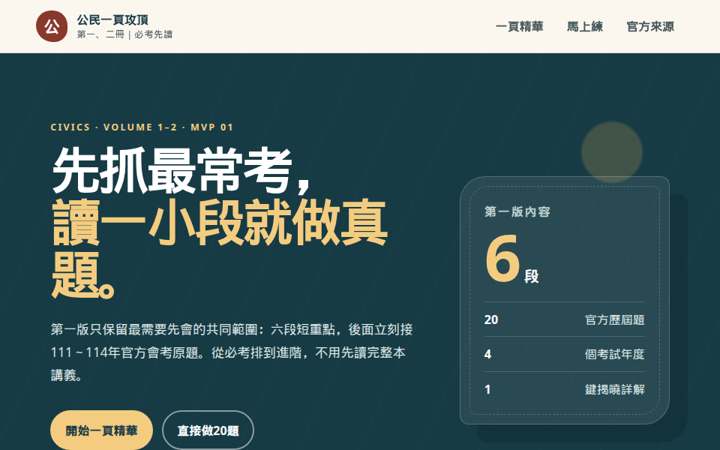 公
公民一頁攻頂
第一、二冊｜必考先讀
一頁精華
馬上練
官方來源
CIVICS · VOLUME 1–2 · MVP 01
先抓最常考，
讀一小段就做真
題。
第一版只保留最需要先會的共同範圍：六段短重點，後面立刻接
111～114年官方會考原題。從必考排到進階，不用先讀完整本
講義。
開始一頁精華
直接做20題
第一版內容
6段
20 官方歷屆題
4 個考試年度
1 鍵揭曉詳解